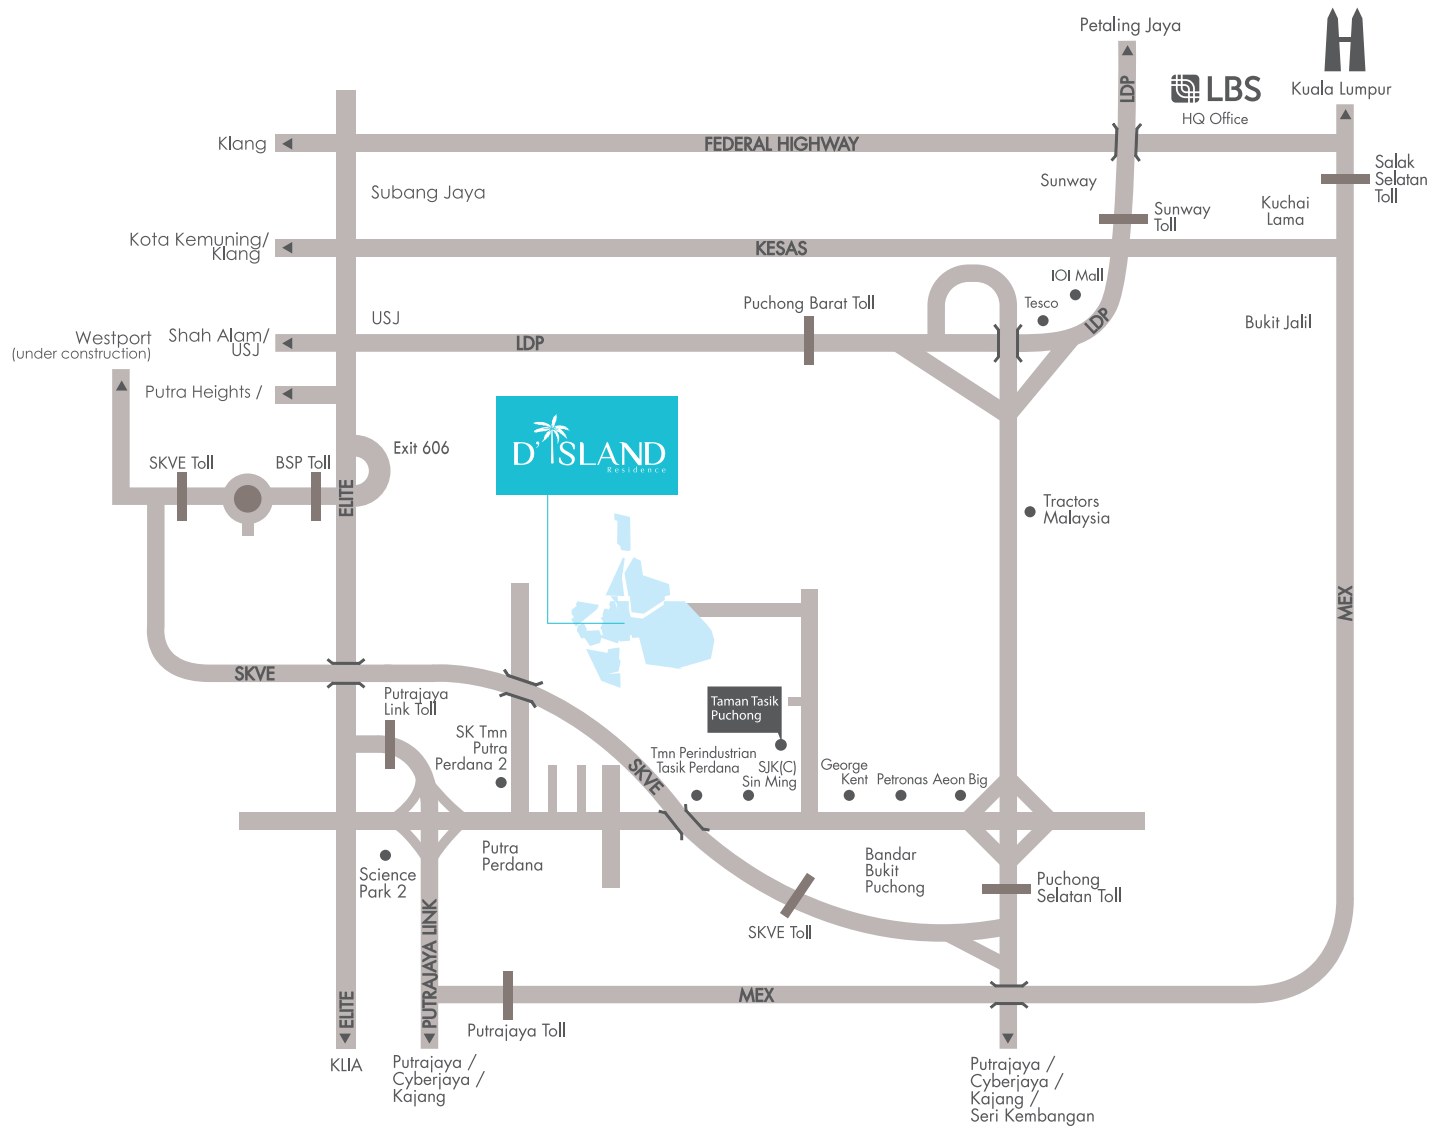 Petaling Jaya
LBS
HQ Office
Kuala Lumpur
LDP
Klang
FEDERAL HIGHWAY
Salak
Selatan
Toll
Subang Jaya
Sunway
Sunway
Toll
Kuchai
Lama
Kota Kemuning/
Klang
KESAS
IOI Mall
Tesco
Puchong Barat Toll
LDP
Bukit Jalil
Westport
(under construction)
Shah Alam/
USJ
USJ
LDP
Putra Heights /
Exit 606
D'ISLAND
Residence
SKVE Toll
BSP Toll
ELITE
Tractors
Malaysia
MEX
SKVE
Putrajaya
Link Toll
Taman Tasik
Puchong
SK Tmn
Putra
Perdana 2
SKVE
Tmn Perindustrian
Tasik Perdana
SJK(C)
Sin Ming
George
Kent
Petronas
Aeon Big
Putra
Perdana
Science
Park 2
Bandar
Bukit
Puchong
Puchong
Selatan Toll
SKVE Toll
PUTRAJAYA LINK
ELITE
MEX
Putrajaya Toll
KLIA
Putrajaya /
Cyberjaya /
Kajang
Putrajaya /
Cyberjaya /
Kajang /
Seri Kembangan